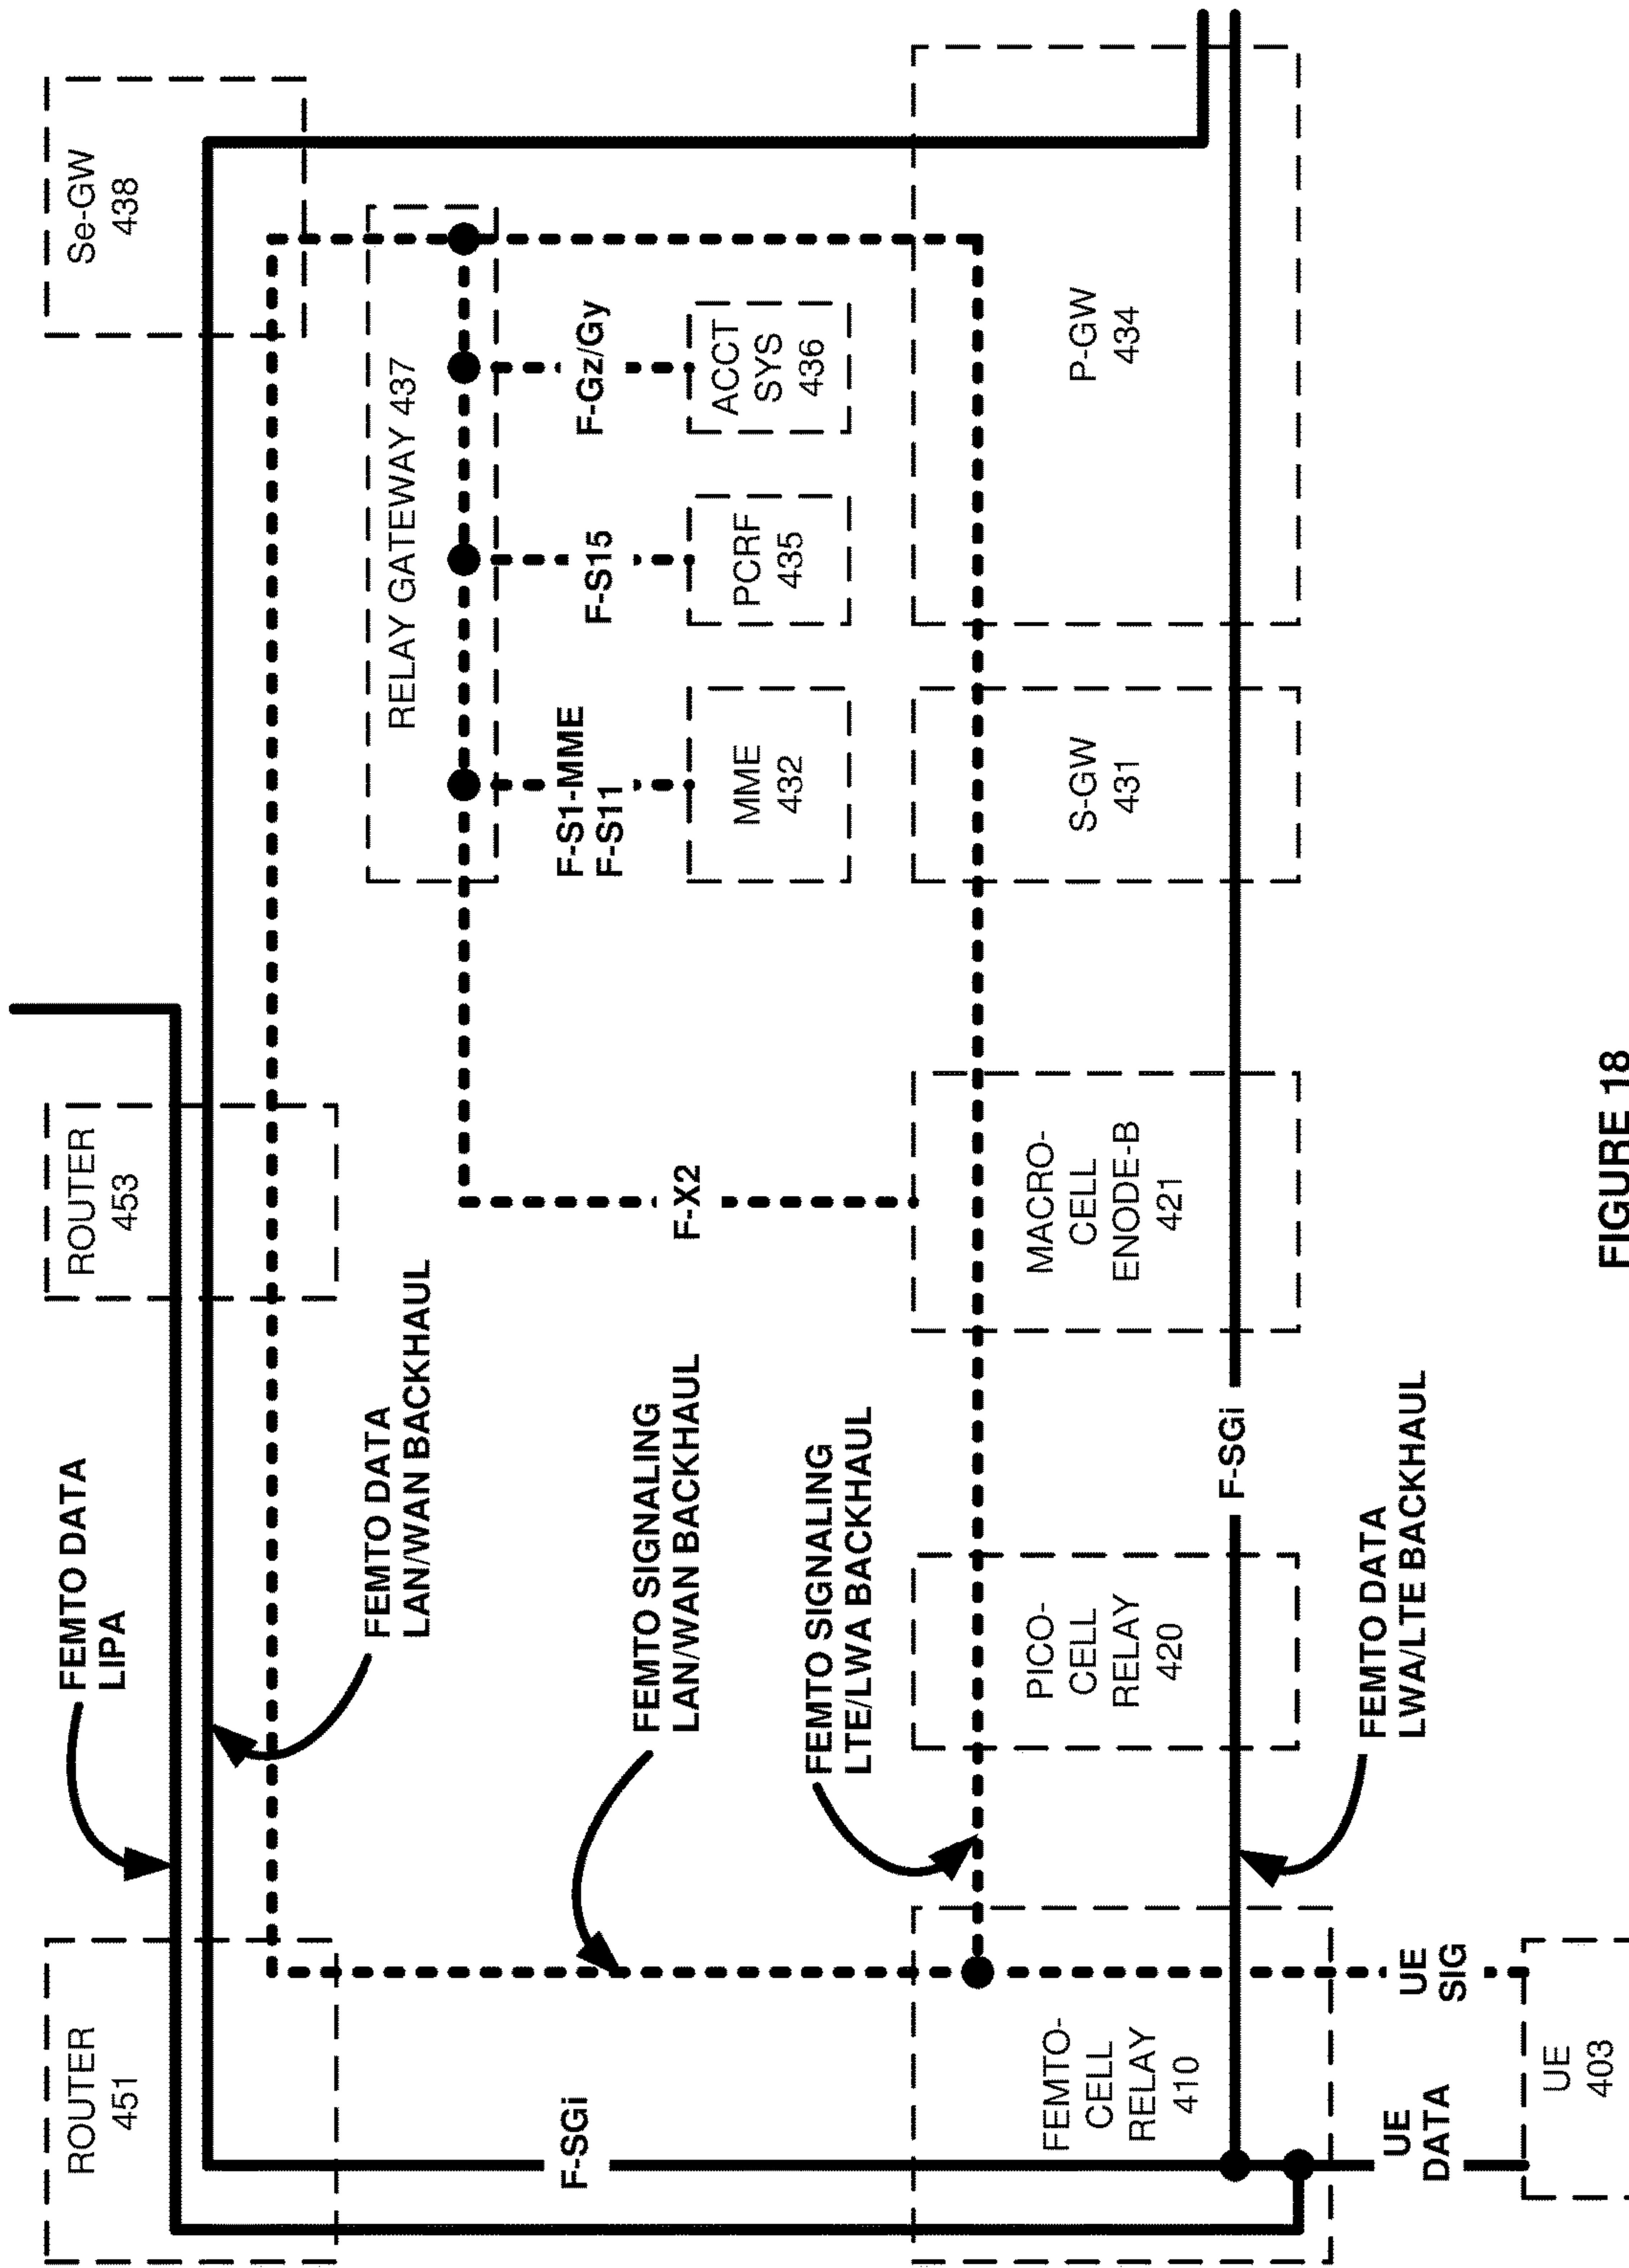 FEMTO DATA
LIPA
ROUTER
451
ROUTER
453
Se-GW
438
FEMTO DATA
LAN/WAN BACKHAUL
RELAY GATEWAY 437
F-SGi
FEMTO SIGNALING
LAN/WAN BACKHAUL
F-X2
F-S1-MME
F-S11
F-S15
F-Gz/Gy
MME
432
PCRF
435
ACCT
SYS
436
FEMTO SIGNALING
LTE/LWA BACKHAUL
FEMTO-
CELL
RELAY
410
PICO-
CELL
RELAY
420
MACRO-
CELL
ENODE-B
421
S-GW
431
P-GW
434
F-SGi
UE
DATA
UE
SIG
FEMTO DATA
LWA/LTE BACKHAUL
UE
403
FIGURE 18